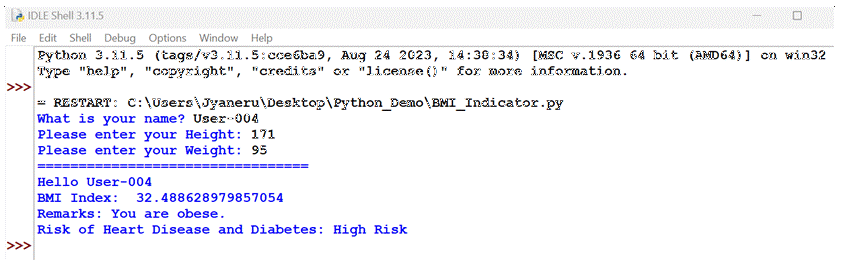 IDLE Shell 3.11.5
File Edit Shell Debug Options Window Help
Python 3.11.5 (tags/v3.11.5:cce6ba9, Aug 24 2023, 14:38:34) [MSC v.1936 64 bit (AMD64)] on win32
Type "help", "copyright", "credits" or "license()" for more information.
>>>
= RESTART: C:\Users\Jyaneru\Desktop\Python_Demo\BMI_Indicator.py
What is your name? User-004
Please enter your Height: 171
Please enter your Weight: 95
=================================
Hello User-004
BMI Index:  32.488628979857054
Remarks: You are obese.
Risk of Heart Disease and Diabetes: High Risk
>>>